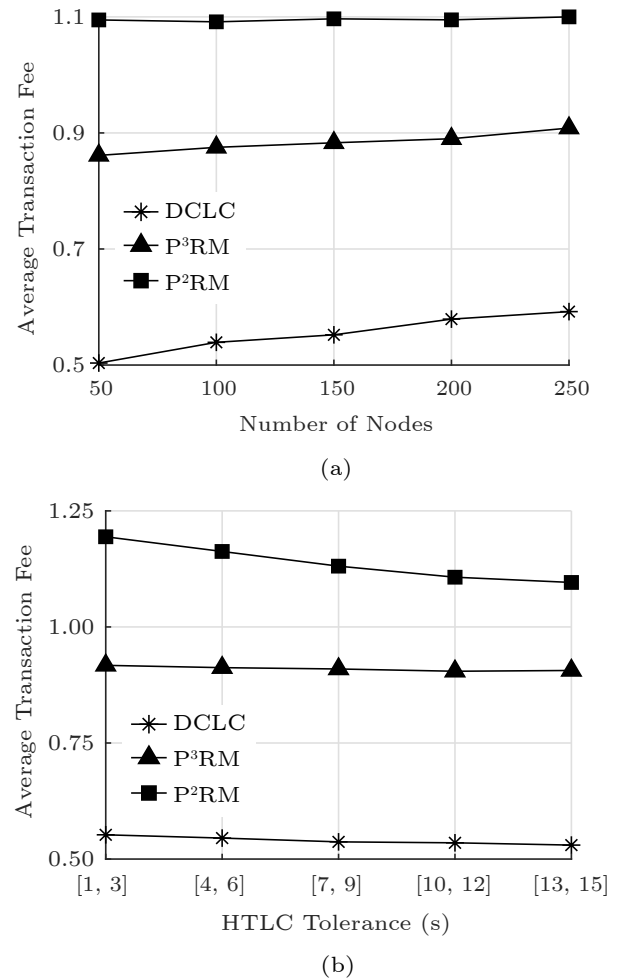 1.1
0.9
0.7
0.5
Average Transaction Fee
DCLC
P³RM
P²RM
50 100 150 200 250
Number of Nodes
(a)
1.25
1.00
0.75
0.50
Average Transaction Fee
DCLC
P³RM
P²RM
[1, 3] [4, 6] [7, 9] [10, 12] [13, 15]
HTLC Tolerance (s)
(b)